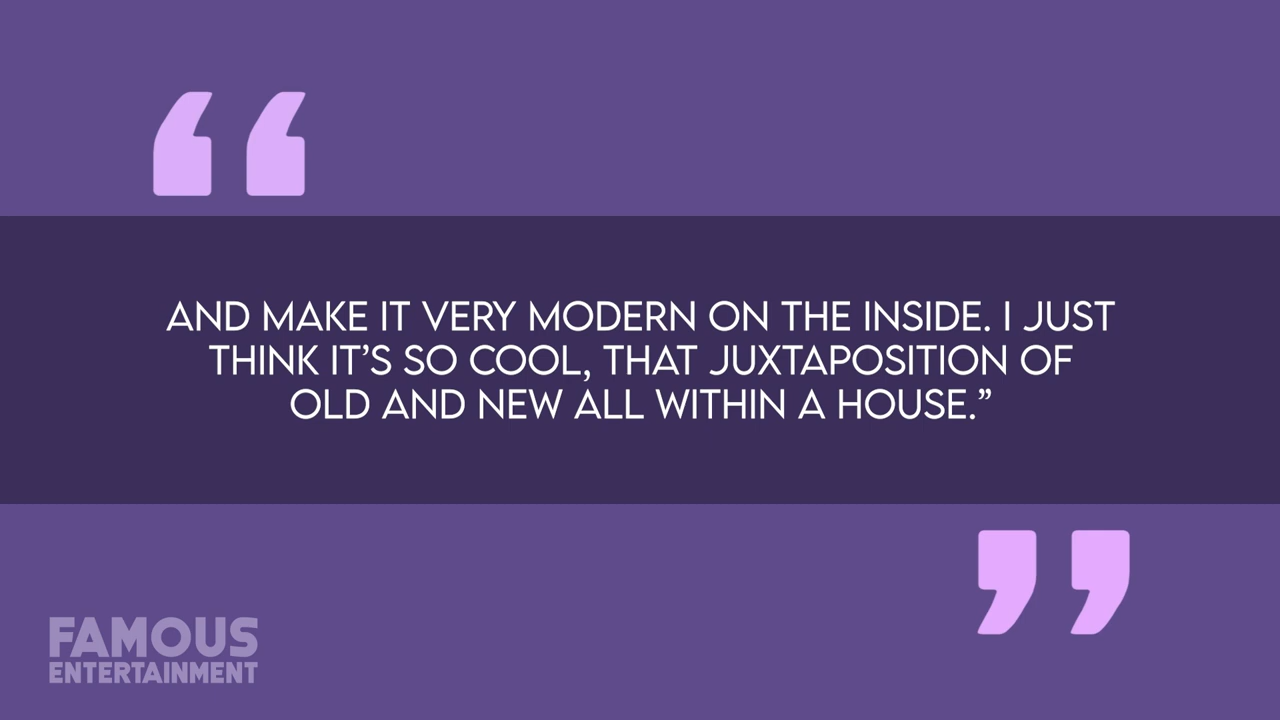 AND MAKE IT VERY MODERN ON THE INSIDE. I JUST
THINK IT’S SO COOL, THAT JUXTAPOSITION OF
OLD AND NEW ALL WITHIN A HOUSE.”
FAMOUS
ENTERTAINMENT